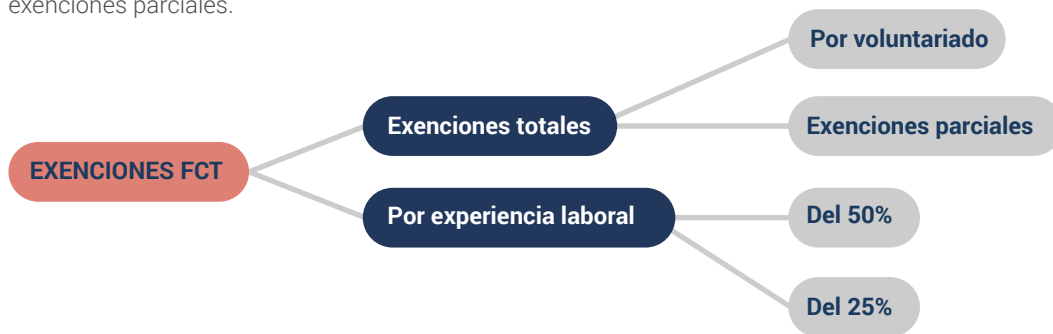 exenciones parciales.
EXENCIONES FCT
Exenciones totales
Por voluntariado
Exenciones parciales
Por experiencia laboral
Del 50%
Del 25%